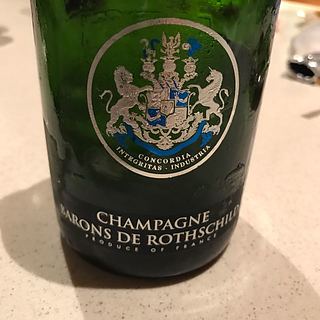 CONCORDIA
INTEGRITAS - INDUSTRIA
CHAMPAGNE
BARONS DE ROTHSCHILD
PRODUCE OF FRANCE